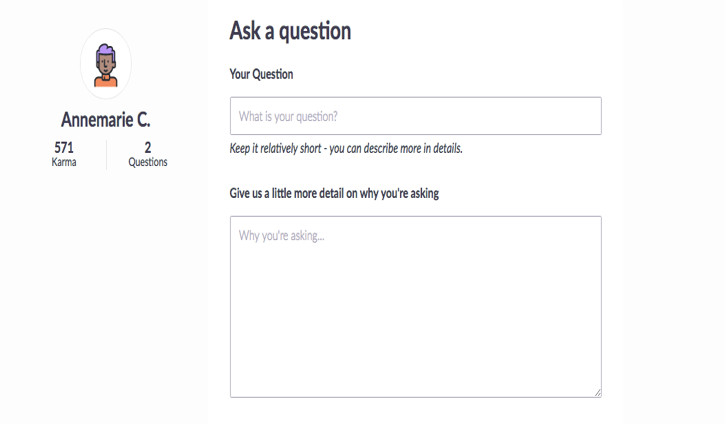 Ask a question
Annemarie C.
571
Karma
2
Questions
Your Question
What is your question?
Keep it relatively short - you can describe more in details.
Give us a little more detail on why you're asking
Why you're asking...